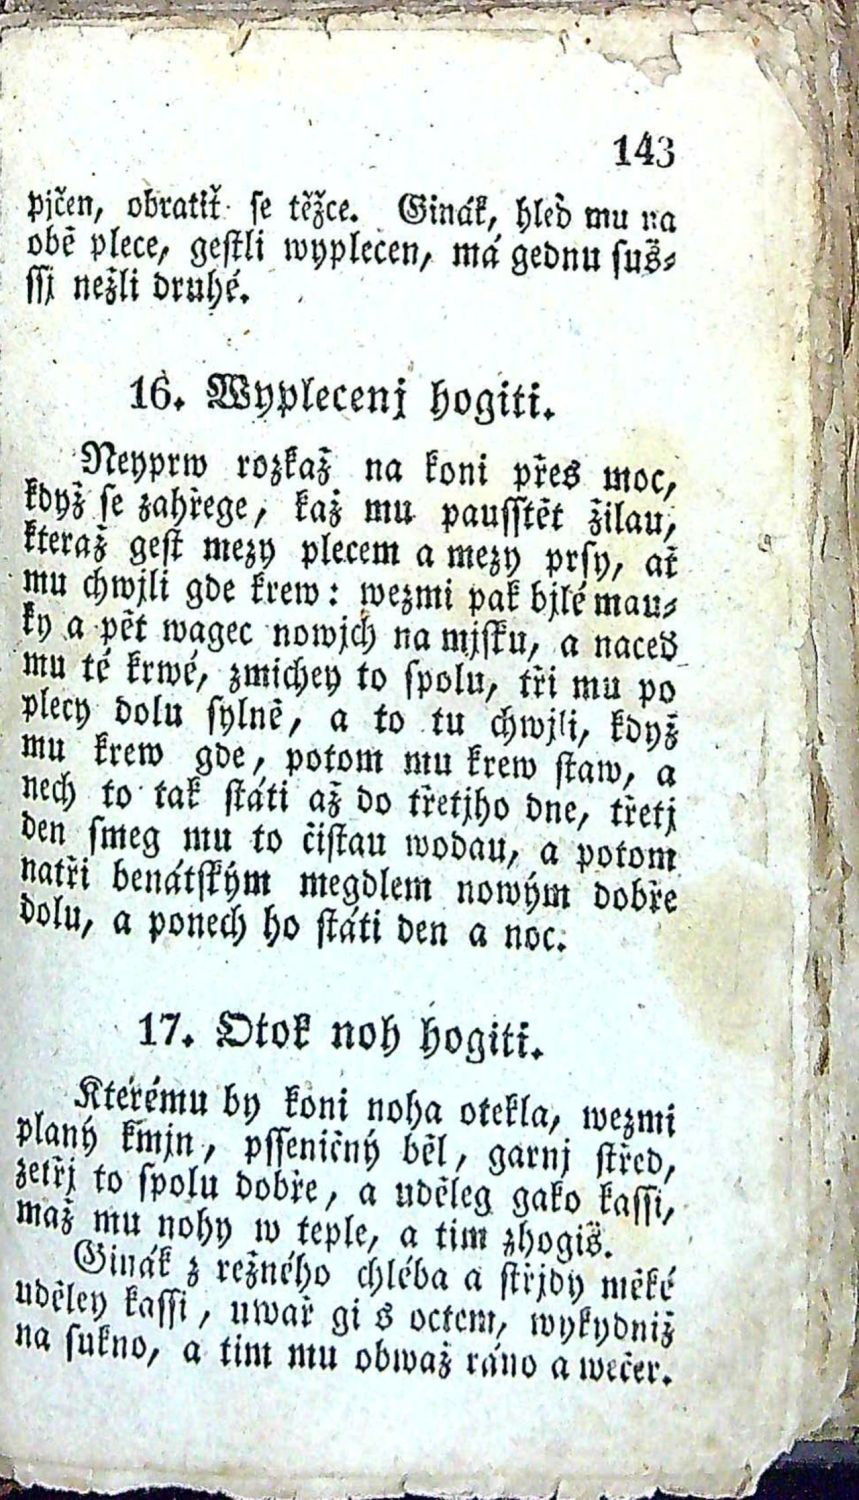 143
pjčen, obratiť se těžce. Ginák, hleď mu na
obě plece, gestli wyplecen, má gednu suš-
ssj nežli druhé.
16. Wyplecenj hogiti.
Neyprw rozkaž na koni přes moc,
když se zahřege, kaž mu pausstět žilau,
kteraž gest mezy plecem a mezy prsy, ať
mu chwjli gde krew: wezmi pak bjlé mau-
ky a pět wagec nowjch na mjsku, a naced
mu té krwé, zmichey to spolu, tři mu po
plecy dolu sylně, a to tu chwjli, když
mu krew gde, potom mu krew staw, a
nech to tak státi až do třetjho dne, třetj
den smeg mu to čistau wodau, a potom
natři benátským megdlem nowým dobře
dolu, a ponech ho státi den a noc.
17. Otok noh hogiti.
Kterému by koni noha otekla, wezmi
planý kmjn, psseničný běl, garnj střed,
zetřj to spolu dobře, a uděleg gako kassi,
maž mu nohy w teple, a tim zhogiš.
Ginák z režného chléba a střjdy měké
uděley kassi, uwař gi s octem, wykydniž
na sukno, a tim mu obwaž ráno a wečer.